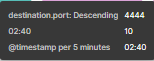 destination.port: Descending 4444
02:40 10
@timestamp per 5 minutes 02:40